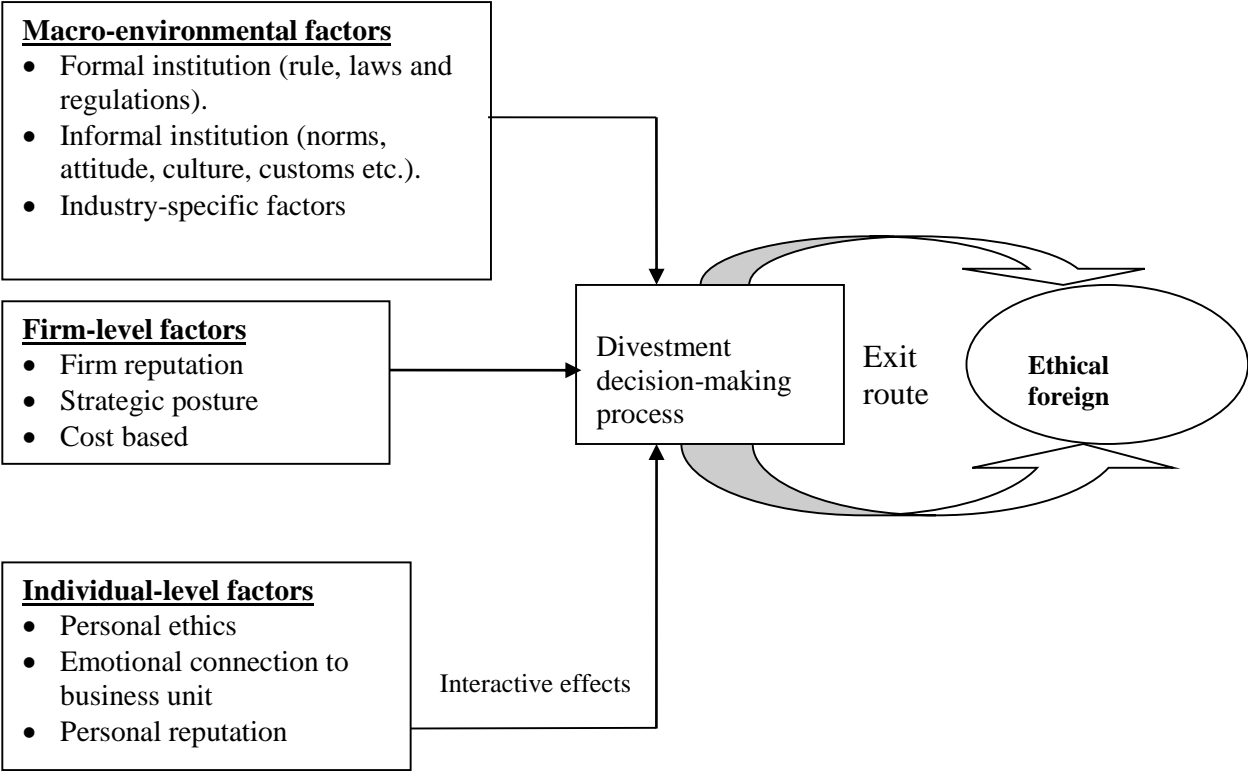 Macro-environmental factors
• Formal institution (rule, laws and
regulations).
• Informal institution (norms,
attitude, culture, customs etc.).
• Industry-specific factors
Firm-level factors
• Firm reputation
• Strategic posture
• Cost based
Divestment
decision-making
process
Exit
route
Ethical
foreign
Individual-level factors
• Personal ethics
• Emotional connection to
business unit
• Personal reputation
Interactive effects